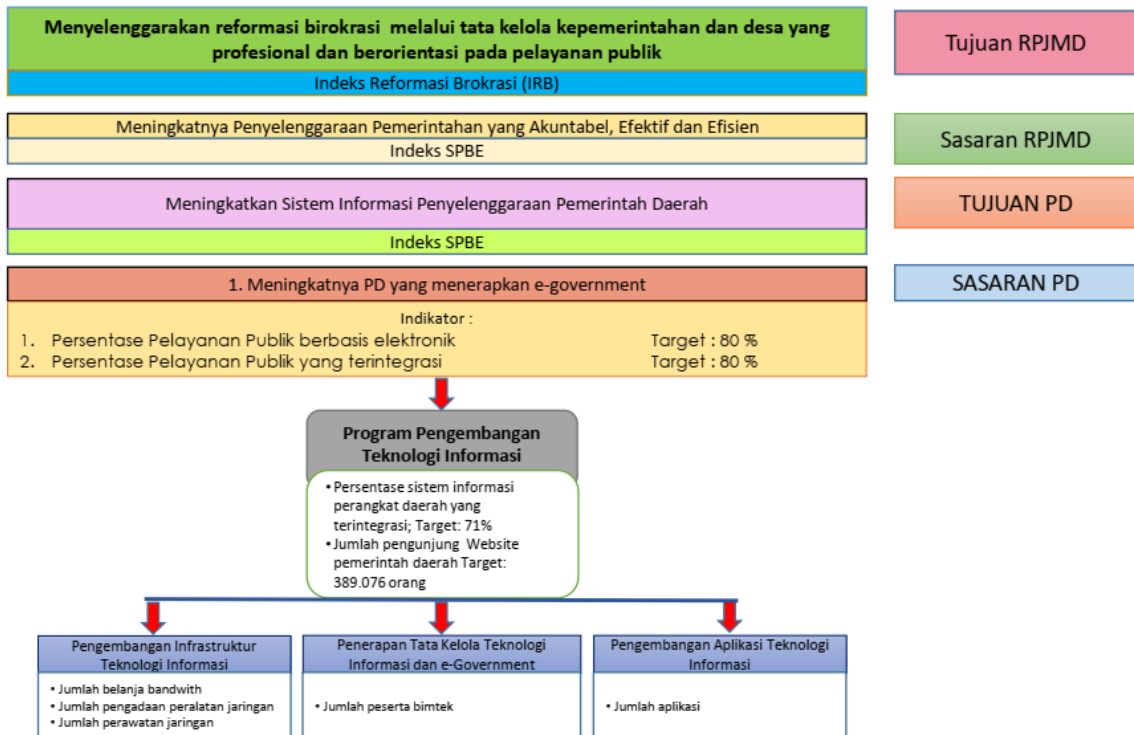 Menyelenggarakan reformasi birokrasi melalui tata kelola kepemerintahan dan desa yang
profesional dan berorientasi pada pelayanan publik
Indeks Reformasi Brokrasi (IRB)
Tujuan RPJMD
Meningkatnya Penyelenggaraan Pemerintahan yang Akuntabel, Efektif dan Efisien
Indeks SPBE
Sasaran RPJMD
Meningkatkan Sistem Informasi Penyelenggaraan Pemerintah Daerah
Indeks SPBE
TUJUAN PD
1. Meningkatnya PD yang menerapkan e-government
SASARAN PD
Indikator :
1. Persentase Pelayanan Publik berbasis elektronik Target : 80 %
2. Persentase Pelayanan Publik yang terintegrasi Target : 80 %
Program Pengembangan
Teknologi Informasi
• Persentase sistem informasi
perangkat daerah yang
terintegrasi; Target: 71%
• Jumlah pengunjung Website
pemerintah daerah Target:
389.076 orang
Pengembangan Infrastruktur
Teknologi Informasi
• Jumlah belanja bandwith
• Jumlah pengadaan peralatan jaringan
• Jumlah perawatan jaringan
Penerapan Tata Kelola Teknologi
Informasi dan e-Government
• Jumlah peserta bimtek
Pengembangan Aplikasi Teknologi
Informasi
• Jumlah aplikasi